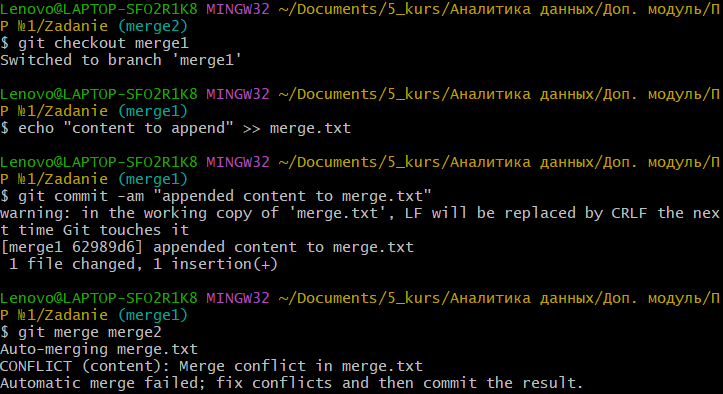 Lenovo@LAPTOP-SFO2R1K8 MINGW32 ~/Documents/5_kurs/Аналитика данных/Доп. модуль/П
Р №1/Zadanie (merge2)
$ git checkout merge1
Switched to branch 'merge1'

Lenovo@LAPTOP-SFO2R1K8 MINGW32 ~/Documents/5_kurs/Аналитика данных/Доп. модуль/П
Р №1/Zadanie (merge1)
$ echo "content to append" >> merge.txt

Lenovo@LAPTOP-SFO2R1K8 MINGW32 ~/Documents/5_kurs/Аналитика данных/Доп. модуль/П
Р №1/Zadanie (merge1)
$ git commit -am "appended content to merge.txt"
warning: in the working copy of 'merge.txt', LF will be replaced by CRLF the nex
t time Git touches it
[merge1 62989d6] appended content to merge.txt
 1 file changed, 1 insertion(+)

Lenovo@LAPTOP-SFO2R1K8 MINGW32 ~/Documents/5_kurs/Аналитика данных/Доп. модуль/П
Р №1/Zadanie (merge1)
$ git merge merge2
Auto-merging merge.txt
CONFLICT (content): Merge conflict in merge.txt
Automatic merge failed; fix conflicts and then commit the result.